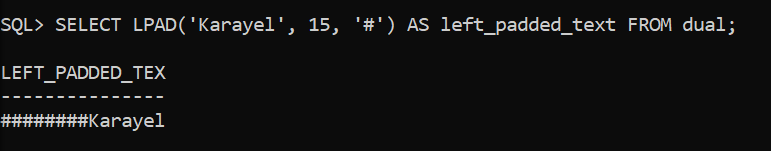 SQL> SELECT LPAD('Karayel', 15, '#') AS left_padded_text FROM dual;
LEFT_PADDED_TEX
---------------
########Karayel